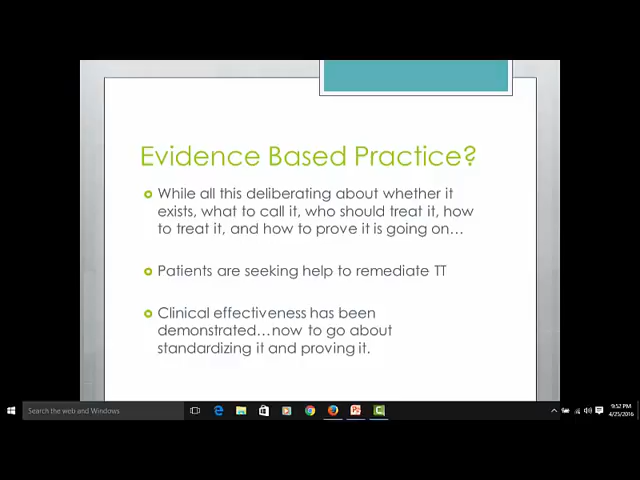 Evidence Based Practice?
While all this deliberating about whether it
exists, what to call it, who should treat it, how
to treat it, and how to prove it is going on…
Patients are seeking help to remediate TT
Clinical effectiveness has been
demonstrated…now to go about
standardizing it and proving it.
Search the web and Windows
9:52 PM
4/25/2016